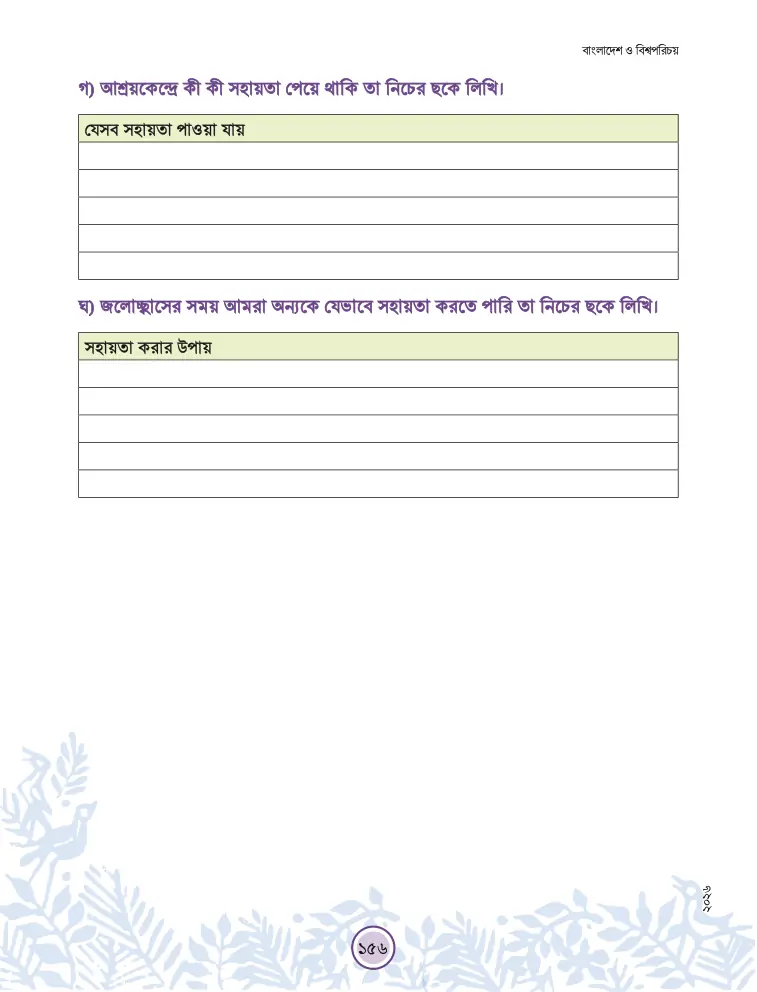 বাংলাদেশ ও বিশ্বপরিচয়
গ) আশ্রয়কেন্দ্রে কী কী সহায়তা পেয়ে থাকি তা নিচের ছকে লিখি।
যেসব সহায়তা পাওয়া যায়
ঘ) জলোচ্ছ্বাসের সময় আমরা অন্যকে যেভাবে সহায়তা করতে পারি তা নিচের ছকে লিখি।
সহায়তা করার উপায়
২০২৬
১৫৬